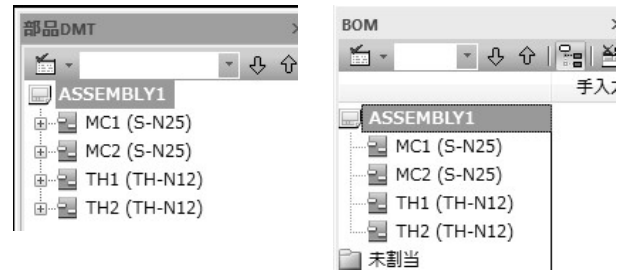 部品DMT
ASSEMBLY1
MC1 (S-N25)
MC2 (S-N25)
TH1 (TH-N12)
TH2 (TH-N12)
BOM
手入
ASSEMBLY1
MC1 (S-N25)
MC2 (S-N25)
TH1 (TH-N12)
TH2 (TH-N12)
未割当